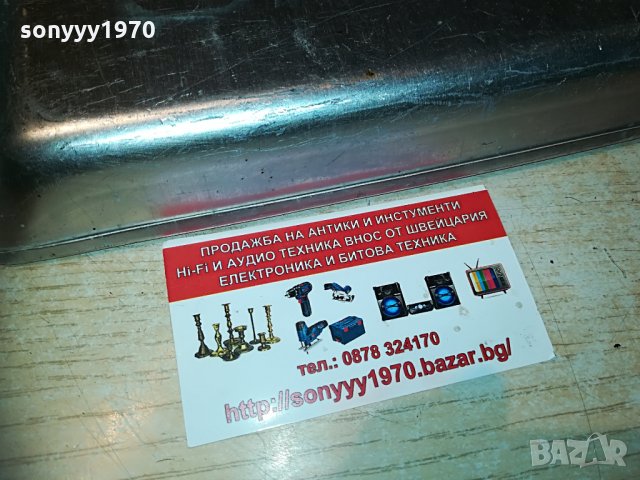 sonyyy1970
ПРОДАЖБА НА АНТИКИ И ИНСТУМЕНТИ
Hi-Fi И АУДИО ТЕХНИКА ВНОС ОТ ШВЕЙЦАРИЯ
ЕЛЕКТРОНИКА И БИТОВА ТЕХНИКА
тел.: 0878 324170
http://sonyyy1970.bazar.bg/
BAZAR
bg